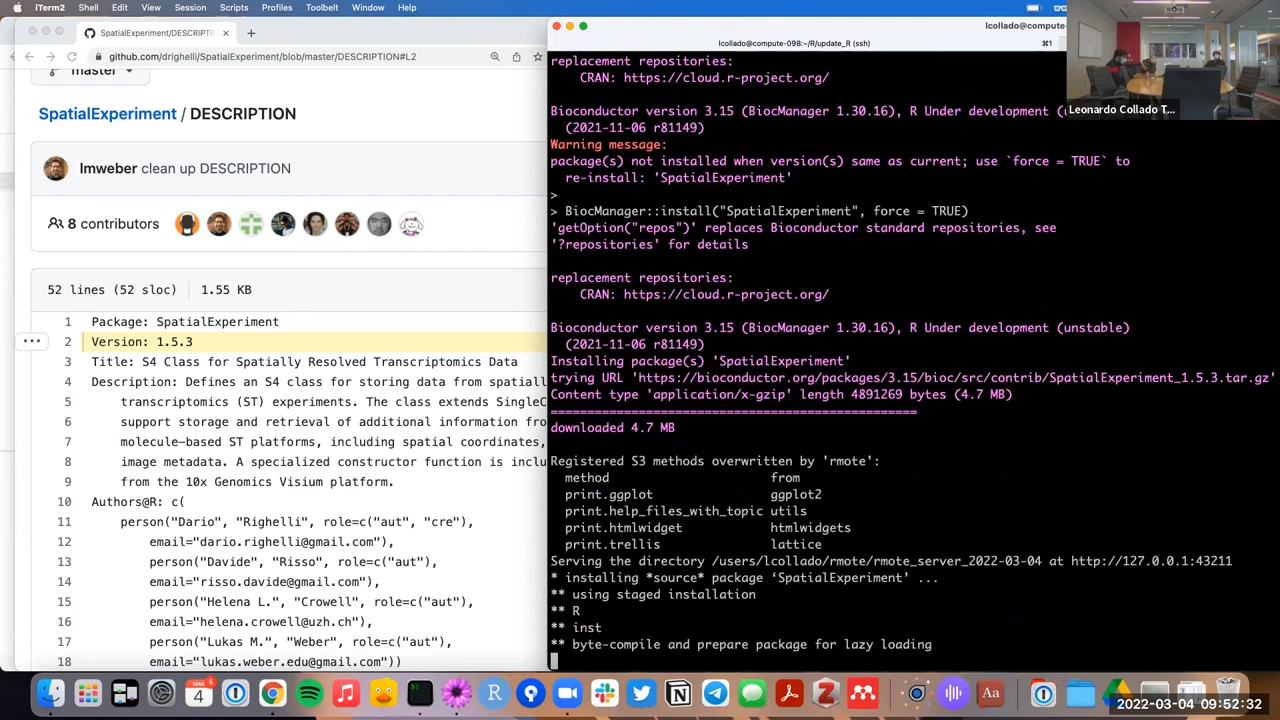 iTerm2 Shell Edit View Session Scripts Profiles Toolbelt Window Help
SpatialExperiment/DESCRIPTIO
lcollado@compute-
github.com/drighelli/SpatialExperiment/blob/master/DESCRIPTION#L2
lcollado@compute-098:~/R/update_R (ssh)
⌘1
master
SpatialExperiment / DESCRIPTION
lmweber clean up DESCRIPTION
8 contributors
52 lines (52 sloc) 1.55 KB
1 Package: SpatialExperiment
2 Version: 1.5.3
3 Title: S4 Class for Spatially Resolved Transcriptomics Data
4 Description: Defines an S4 class for storing data from spatiall
5 transcriptomics (ST) experiments. The class extends SingleC
6 support storage and retrieval of additional information fro
7 molecule-based ST platforms, including spatial coordinates,
8 image metadata. A specialized constructor function is inclu
9 from the 10x Genomics Visium platform.
10 Authors@R: c(
11 person("Dario", "Righelli", role=c("aut", "cre"),
12 email="dario.righelli@gmail.com"),
13 person("Davide", "Risso", role=c("aut"),
14 email="risso.davide@gmail.com"),
15 person("Helena L.", "Crowell", role=c("aut"),
16 email="helena.crowell@uzh.ch"),
17 person("Lukas M.", "Weber", role=c("aut"),
18 email="lukas.weber.edu@gmail.com"))
replacement repositories:
CRAN: https://cloud.r-project.org/
Bioconductor version 3.15 (BiocManager 1.30.16), R Under development (
(2021-11-06 r81149)
Warning message:
package(s) not installed when version(s) same as current; use `force = TRUE` to
re-install: 'SpatialExperiment'
>
> BiocManager::install("SpatialExperiment", force = TRUE)
'getOption("repos")' replaces Bioconductor standard repositories, see
'?repositories' for details
replacement repositories:
CRAN: https://cloud.r-project.org/
Bioconductor version 3.15 (BiocManager 1.30.16), R Under development (unstable)
(2021-11-06 r81149)
Installing package(s) 'SpatialExperiment'
trying URL 'https://bioconductor.org/packages/3.15/bioc/src/contrib/SpatialExperiment_1.5.3.tar.gz'
Content type 'application/x-gzip' length 4891269 bytes (4.7 MB)
==================================================
downloaded 4.7 MB
Registered S3 methods overwritten by 'rmote':
method from
print.ggplot ggplot2
print.help_files_with_topic utils
print.htmlwidget htmlwidgets
print.trellis lattice
Serving the directory /users/lcollado/rmote/rmote_server_2022-03-04 at http://127.0.0.1:43211
* installing *source* package ‘SpatialExperiment’ ...
** using staged installation
** R
** inst
** byte-compile and prepare package for lazy loading
Leonardo Collado T...
MAR
4
5
R
Aa
2022-03-04 09:52:32